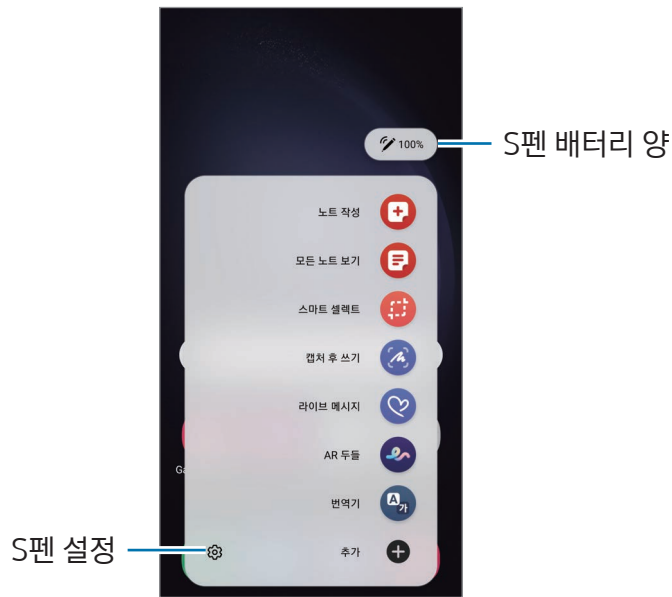 100%
S펜 배터리 양
노트 작성
모든 노트 보기
스마트 셀렉트
캡처 후 쓰기
라이브 메시지
Ga
AR 두들
번역기
A
가
S펜 설정
추가